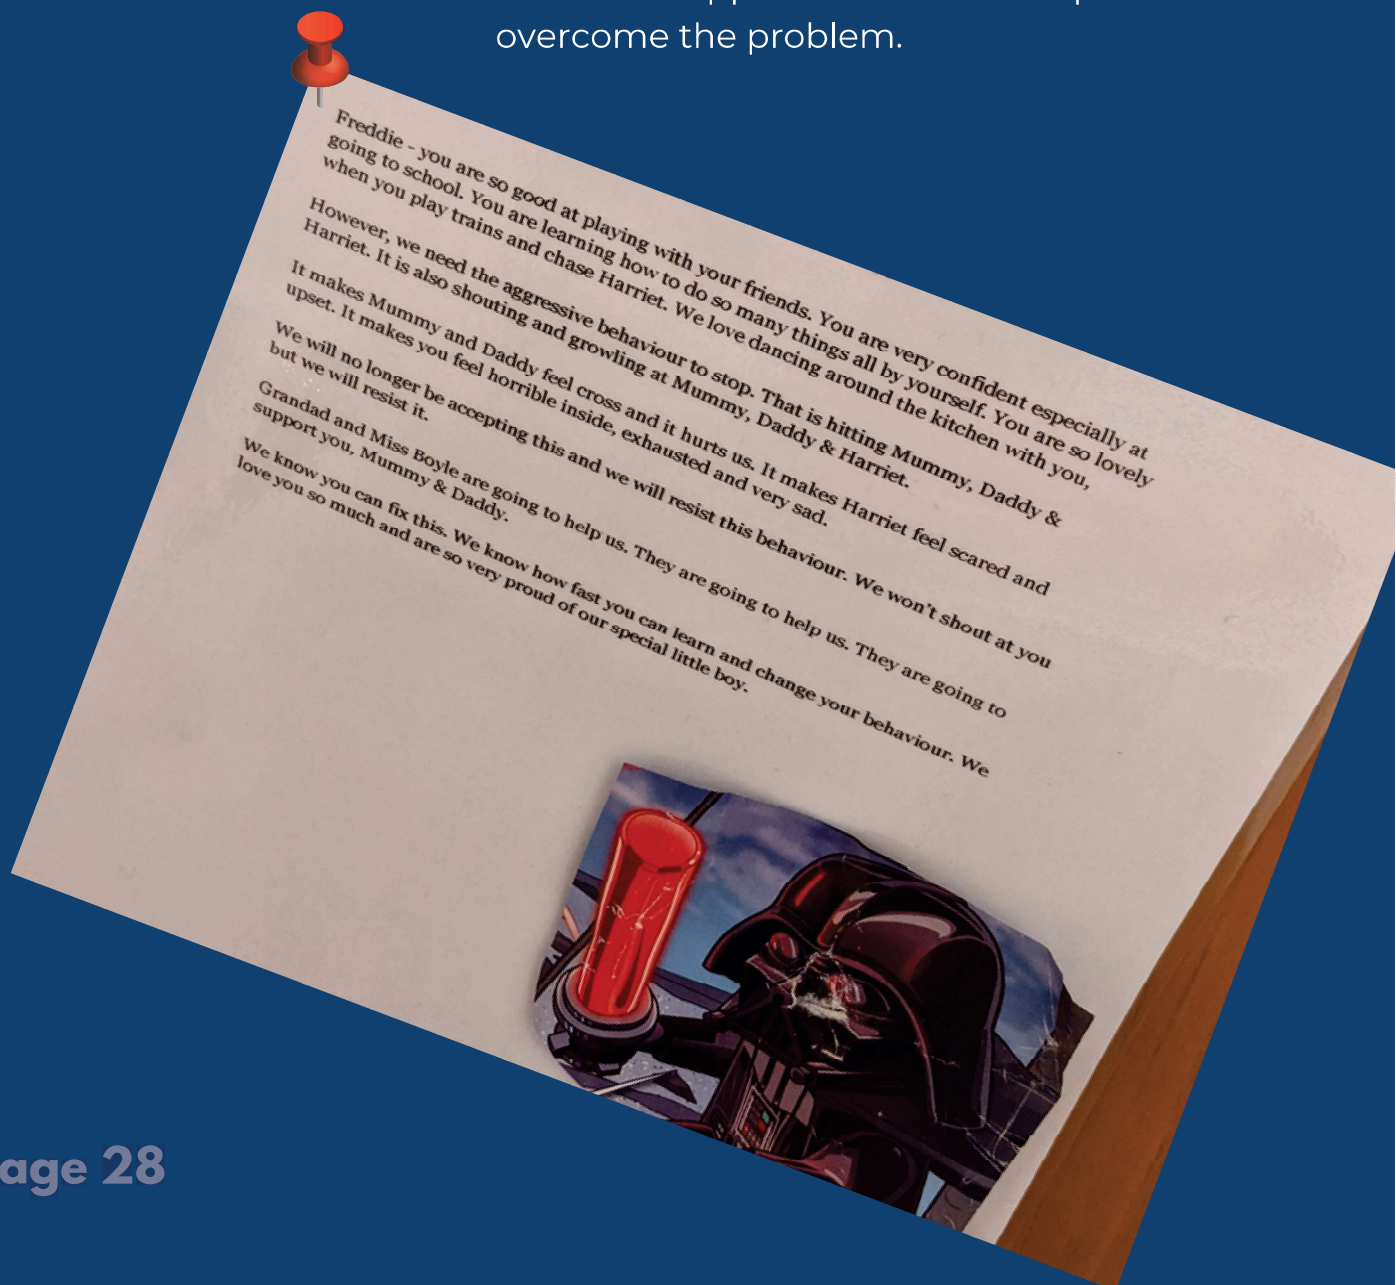 overcome the problem.
Freddie - you are so good at playing with your friends. You are very confident especially at
going to school. You are learning how to do so many things all by yourself. You are so lovely
when you play trains and chase Harriet. We love dancing around the kitchen with you,
However, we need the aggressive behaviour to stop. That is hitting Mummy, Daddy &
Harriet. It is also shouting and growling at Mummy, Daddy & Harriet.
It makes Mummy and Daddy feel cross and it hurts us. It makes Harriet feel scared and
upset. It makes you feel horrible inside, exhausted and very sad.
We will no longer be accepting this and we will resist this behaviour. We won't shout at you
but we will resist it.
Grandad and Miss Boyle are going to help us. They are going to help us. They are going to
support you, Mummy & Daddy.
We know you can fix this. We know how fast you can learn and change your behaviour. We
love you so much and are so very proud of our special little boy.
age 28